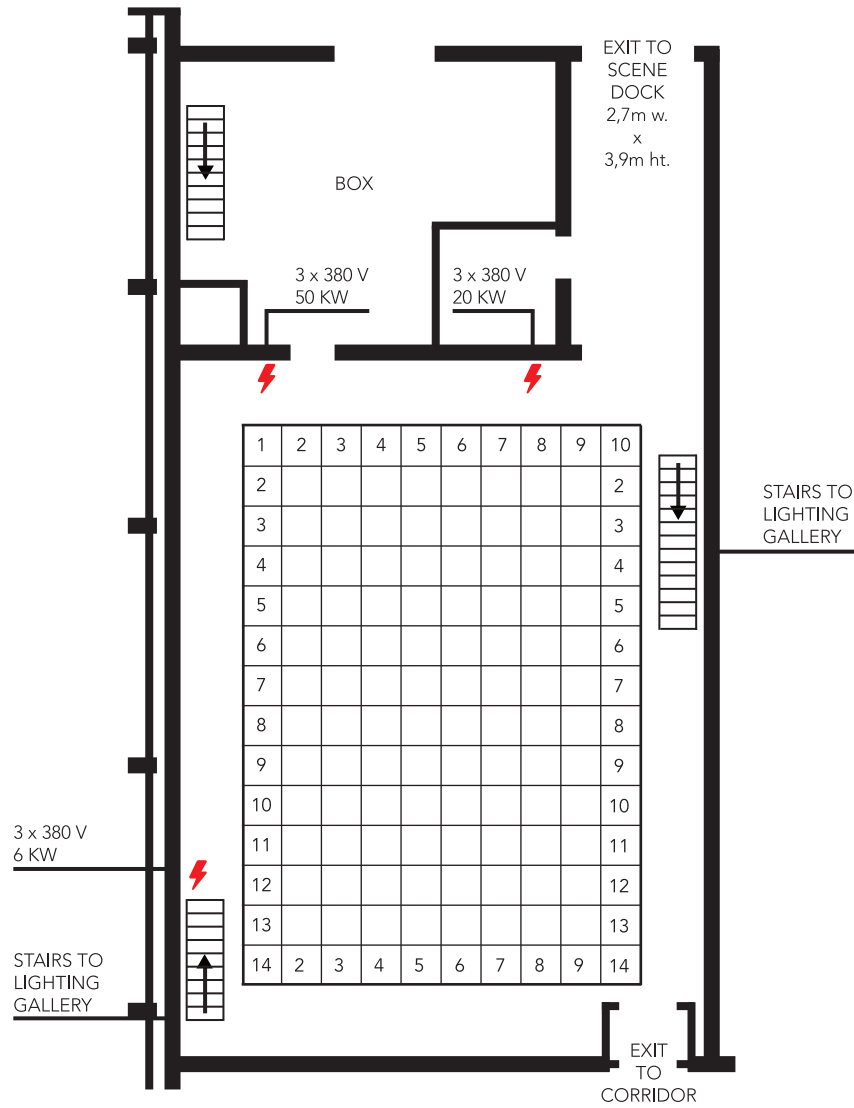 EXIT TO
SCENE
DOCK
2,7m w.
x
3,9m ht.
BOX
3 x 380 V
50 KW
3 x 380 V
20 KW
1 2 3 4 5 6 7 8 9 10
2 2
3 3
4 4
5 5
6 6
7 7
8 8
9 9
10 10
11 11
12 12
13 13
14 2 3 4 5 6 7 8 9 14
STAIRS TO
LIGHTING
GALLERY
3 x 380 V
6 KW
STAIRS TO
LIGHTING
GALLERY
EXIT
TO
CORRIDOR